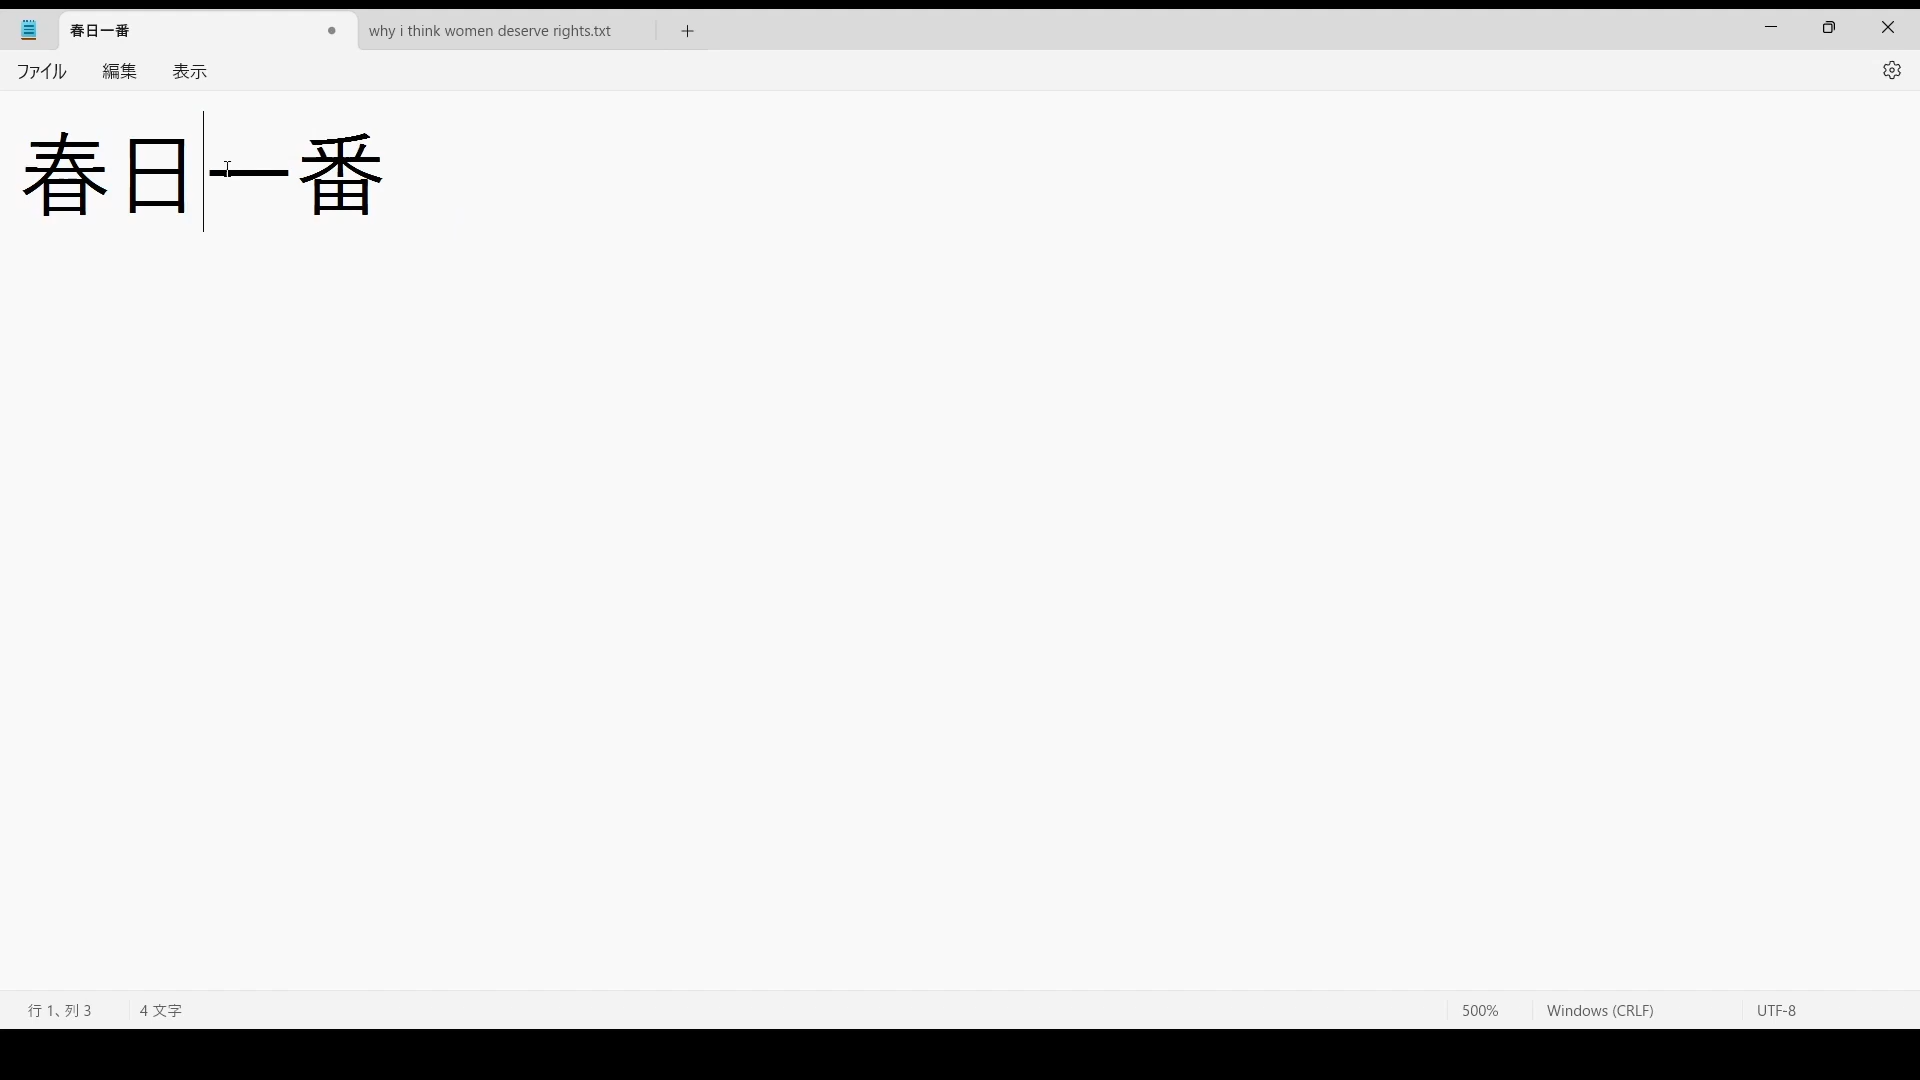 春日一番
why i think women deserve rights.txt
ファイル 編集 表示
春日一番
行 1、列 3
4 文字
500%
Windows (CRLF)
UTF-8